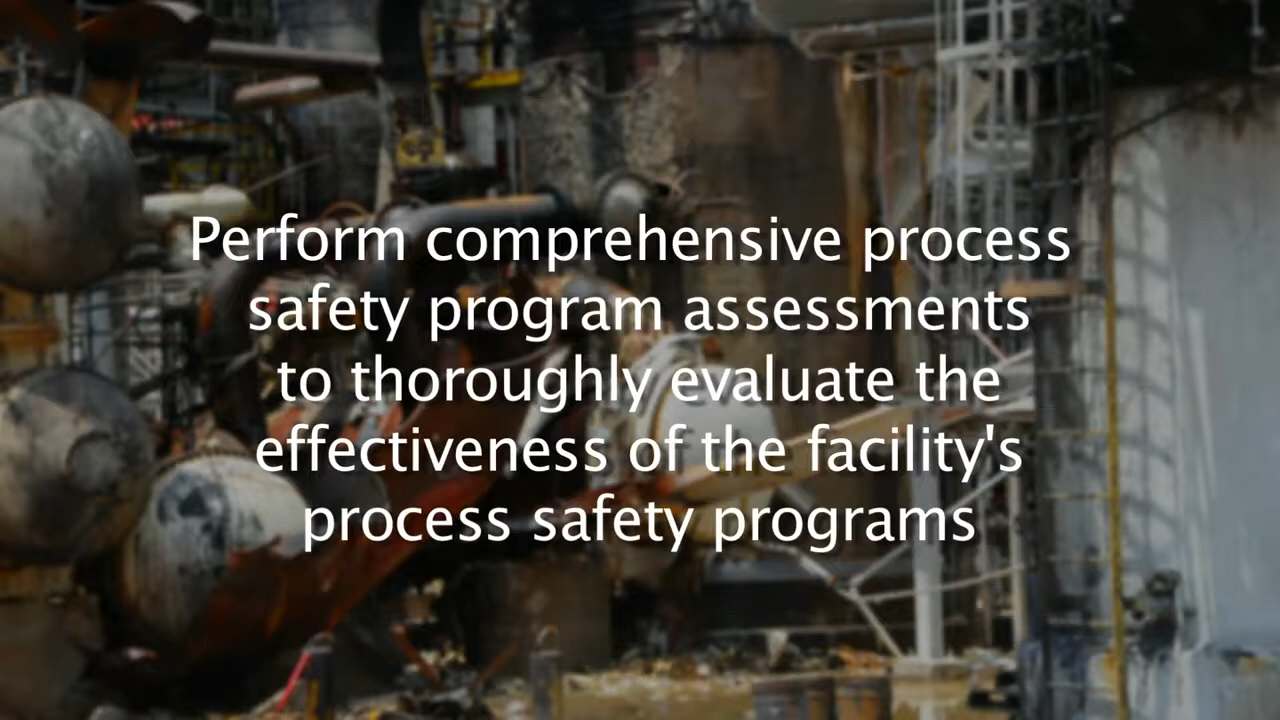 Perform comprehensive process
safety program assessments
to thoroughly evaluate the
effectiveness of the facility's
process safety programs